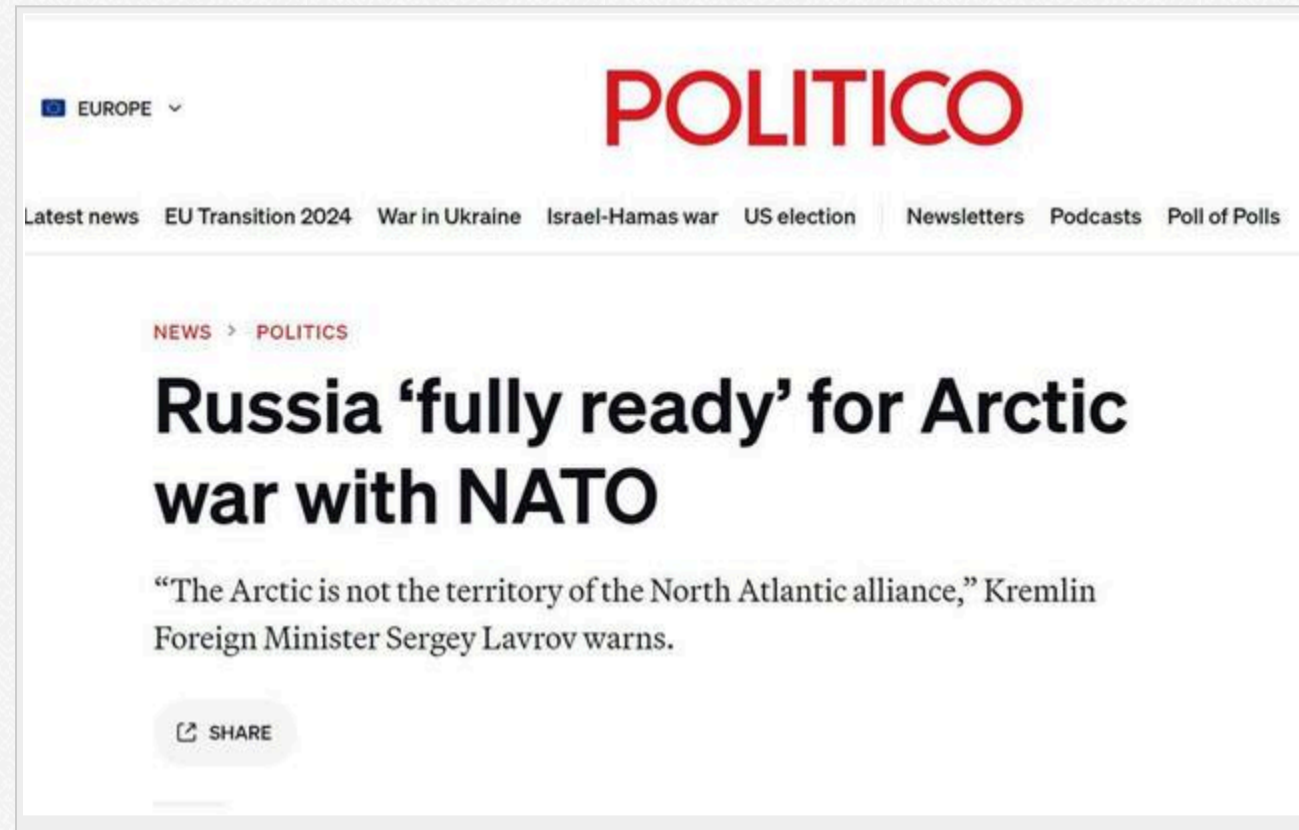 EUROPE
POLITICO
Latest news EU Transition 2024 War in Ukraine Israel-Hamas war US election Newsletters Podcasts Poll of Polls
NEWS > POLITICS
Russia ‘fully ready’ for Arctic
war with NATO
“The Arctic is not the territory of the North Atlantic alliance,” Kremlin
Foreign Minister Sergey Lavrov warns.
SHARE